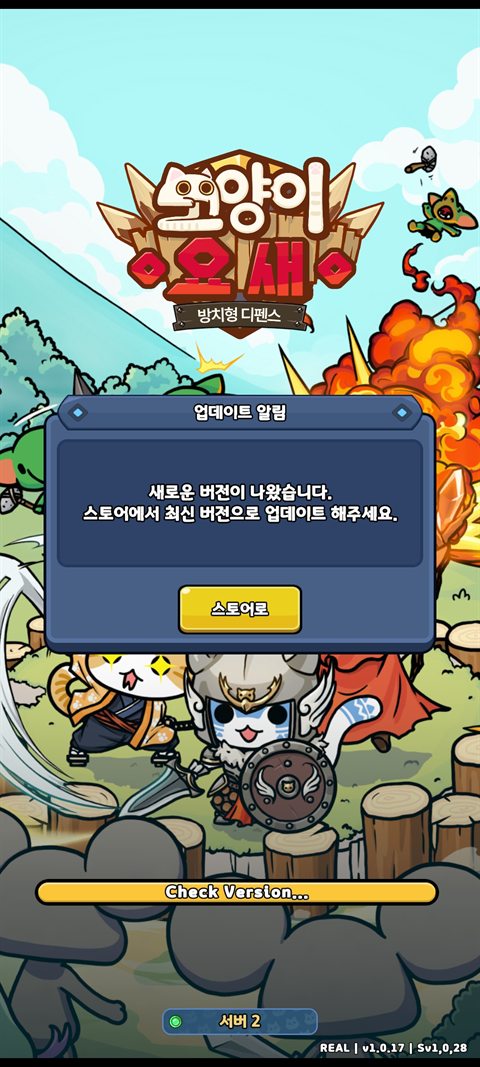 고양이
요새
방치형 디펜스
업데이트 알림
새로운 버전이 나왔습니다.
스토어에서 최신 버전으로 업데이트 해주세요.
스토어로
Check Version...
서버 2
REAL | v1.0.17 | Sv1,0,28